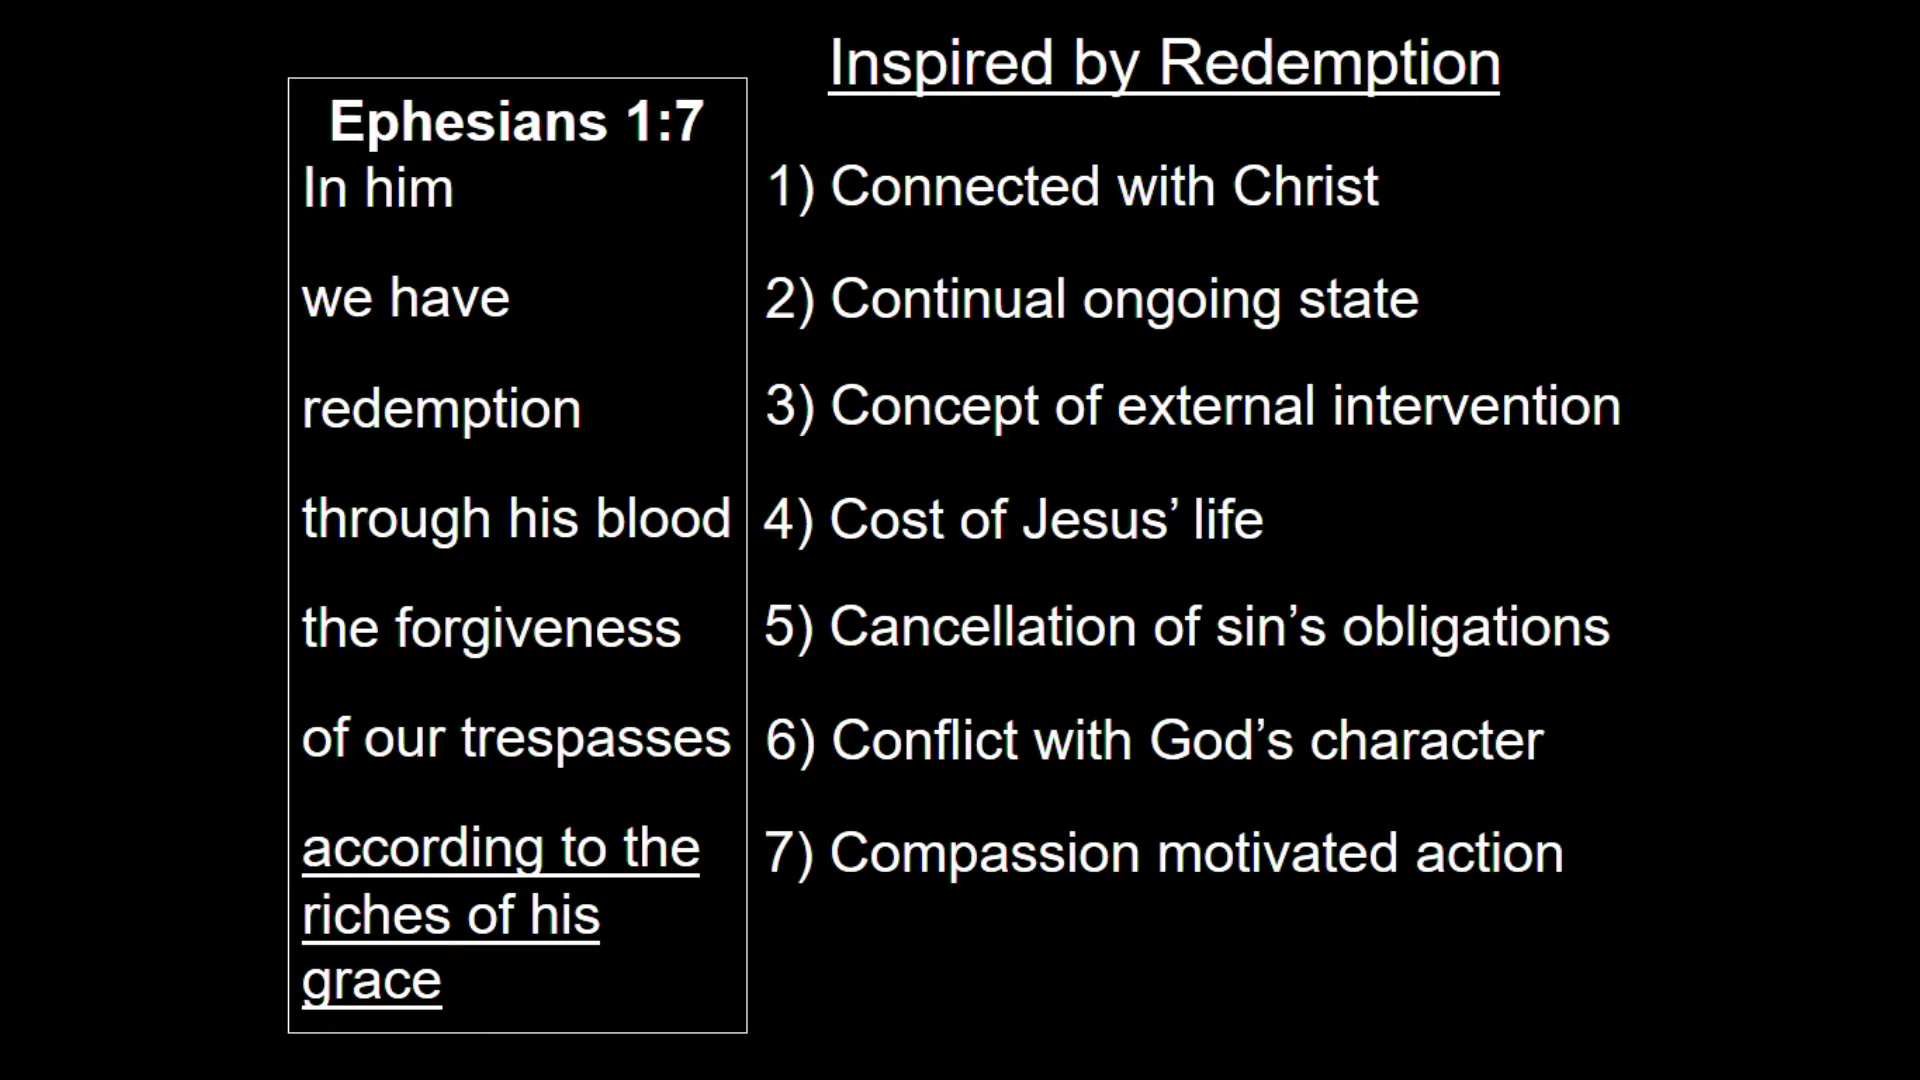 Inspired by Redemption
Ephesians 1:7
In him
we have
redemption
through his blood
the forgiveness
of our trespasses
according to the
riches of his
grace
1) Connected with Christ
2) Continual ongoing state
3) Concept of external intervention
4) Cost of Jesus’ life
5) Cancellation of sin’s obligations
6) Conflict with God’s character
7) Compassion motivated action